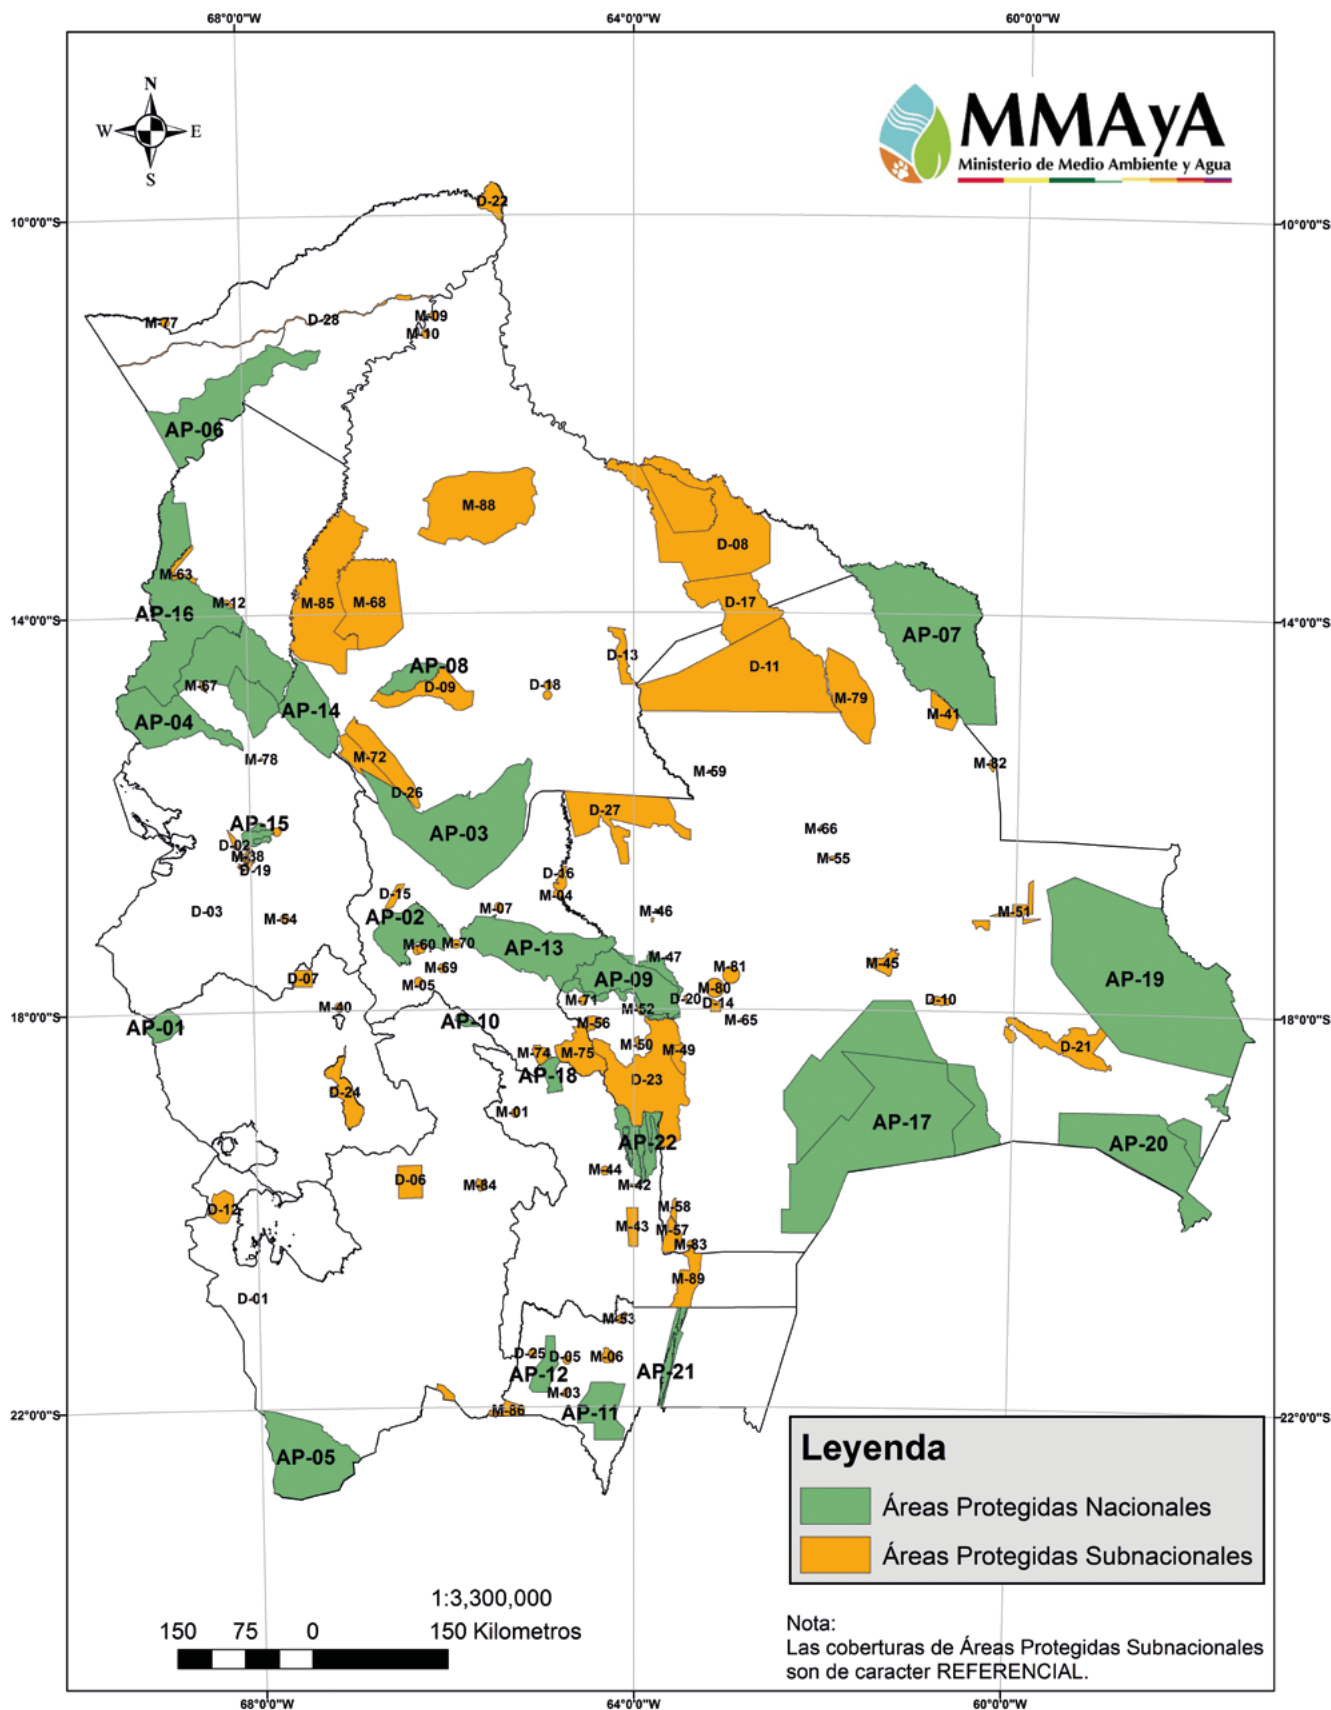 68°0'0"W
64°0'0"W
60°0'0"W
N
W
E
S
MMAyA
Ministerio de Medio Ambiente y Agua
D-22
10°0'0"S
10°0'0"S
M-77
D-28
M-09
M-10
AP-06
M-88
D-08
M-63
M-12
AP-16
M-85
M-68
D-17
14°0'0"S
14°0'0"S
AP-07
D-13
AP-08
D-11
M-67
D-09
D-18
M-79
AP-04
AP-14
M-41
M-78
M-72
M-59
M-82
D-26
D-27
AP-15
AP-03
M-66
D-02
M-38
D-19
M-55
D-16
D-15
M-04
D-03
M-54
AP-02
M-07
M-46
M-51
M-60
M-70
AP-13
M-47
M-69
M-81
M-45
D-07
AP-09
AP-19
M-05
M-80
M-71
D-20
D-14
D-10
M-40
M-52
18°0'0"S
18°0'0"S
AP-01
AP-10
M-56
M-65
M-74
M-75
M-50
M-49
D-21
AP-18
D-23
D-24
M-01
AP-17
AP-22
AP-20
M-44
D-06
M-84
M-42
D-12
M-58
M-43
M-57
M-83
M-89
D-01
M-53
D-25
D-05
M-06
AP-12
AP-21
M-03
M-86
AP-11
22°0'0"S
22°0'0"S
AP-05
Leyenda
Áreas Protegidas Nacionales
Áreas Protegidas Subnacionales
1:3,300,000
150
75
0
150 Kilometros
Nota:
Las coberturas de Áreas Protegidas Subnacionales
son de caracter REFERENCIAL.
68°0'0"W
64°0'0"W
60°0'0"W